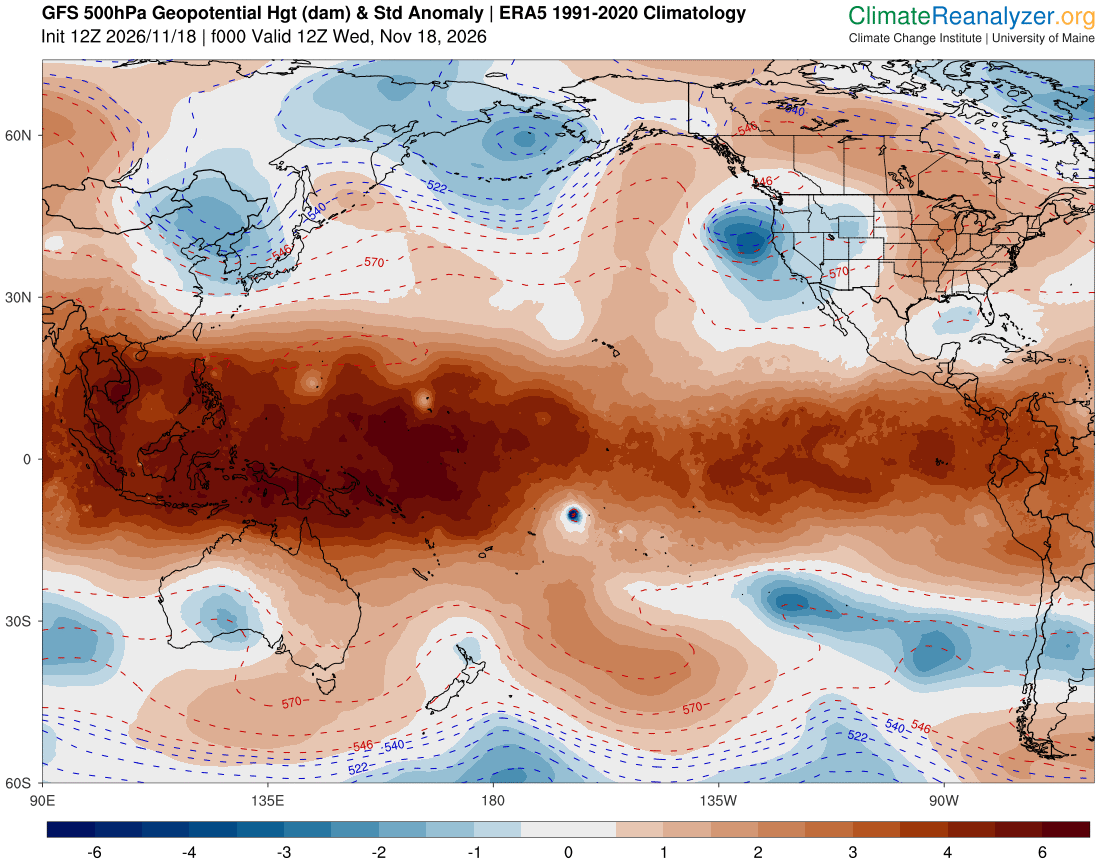 GFS 500hPa Geopotential Hgt (dam) & Std Anomaly | ERA5 1991-2020 Climatology
Init 12Z 2026/11/18 | f000 Valid 12Z Wed, Nov 18, 2026
ClimateReanalyzer.org
Climate Change Institute | University of Maine
540
546
60N
522
546
540
546
570
570
30N
0
30S
570
570
546
540
540
546
522
522
60S
90E 135E 180 135W 90W
-6 -4 -3 -2 -1 0 1 2 3 4 6